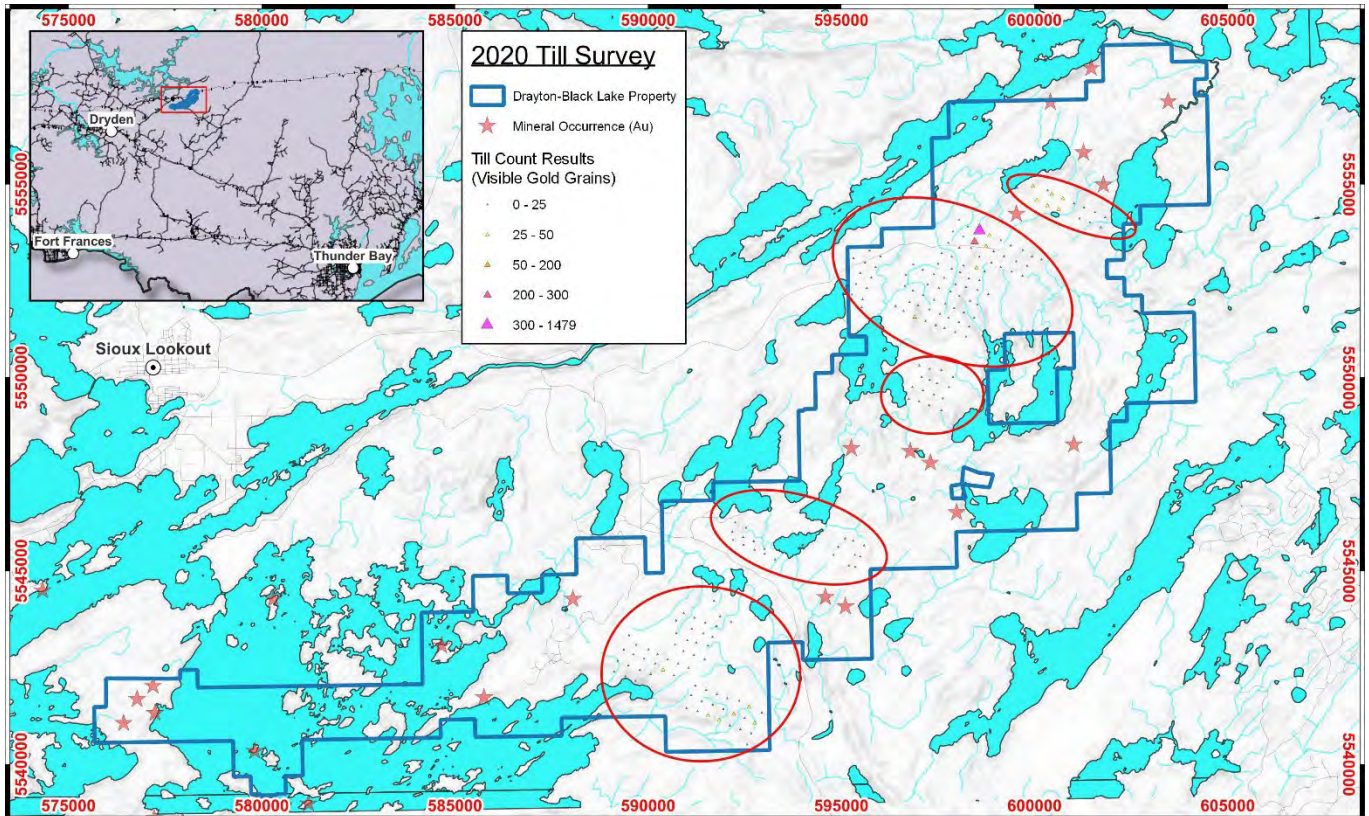 575000 580000 585000 590000 595000 600000 605000
Dryden
Fort Frances
Thunder Bay
2020 Till Survey
Drayton-Black Lake Property
Mineral Occurrence (Au)
Till Count Results
(Visible Gold Grains)
0 - 25
25 - 50
50 - 200
200 - 300
300 - 1479
Sioux Lookout
5555000
5550000
5545000
5540000
5555000
5550000
5545000
5540000
575000 580000 585000 590000 595000 600000 605000